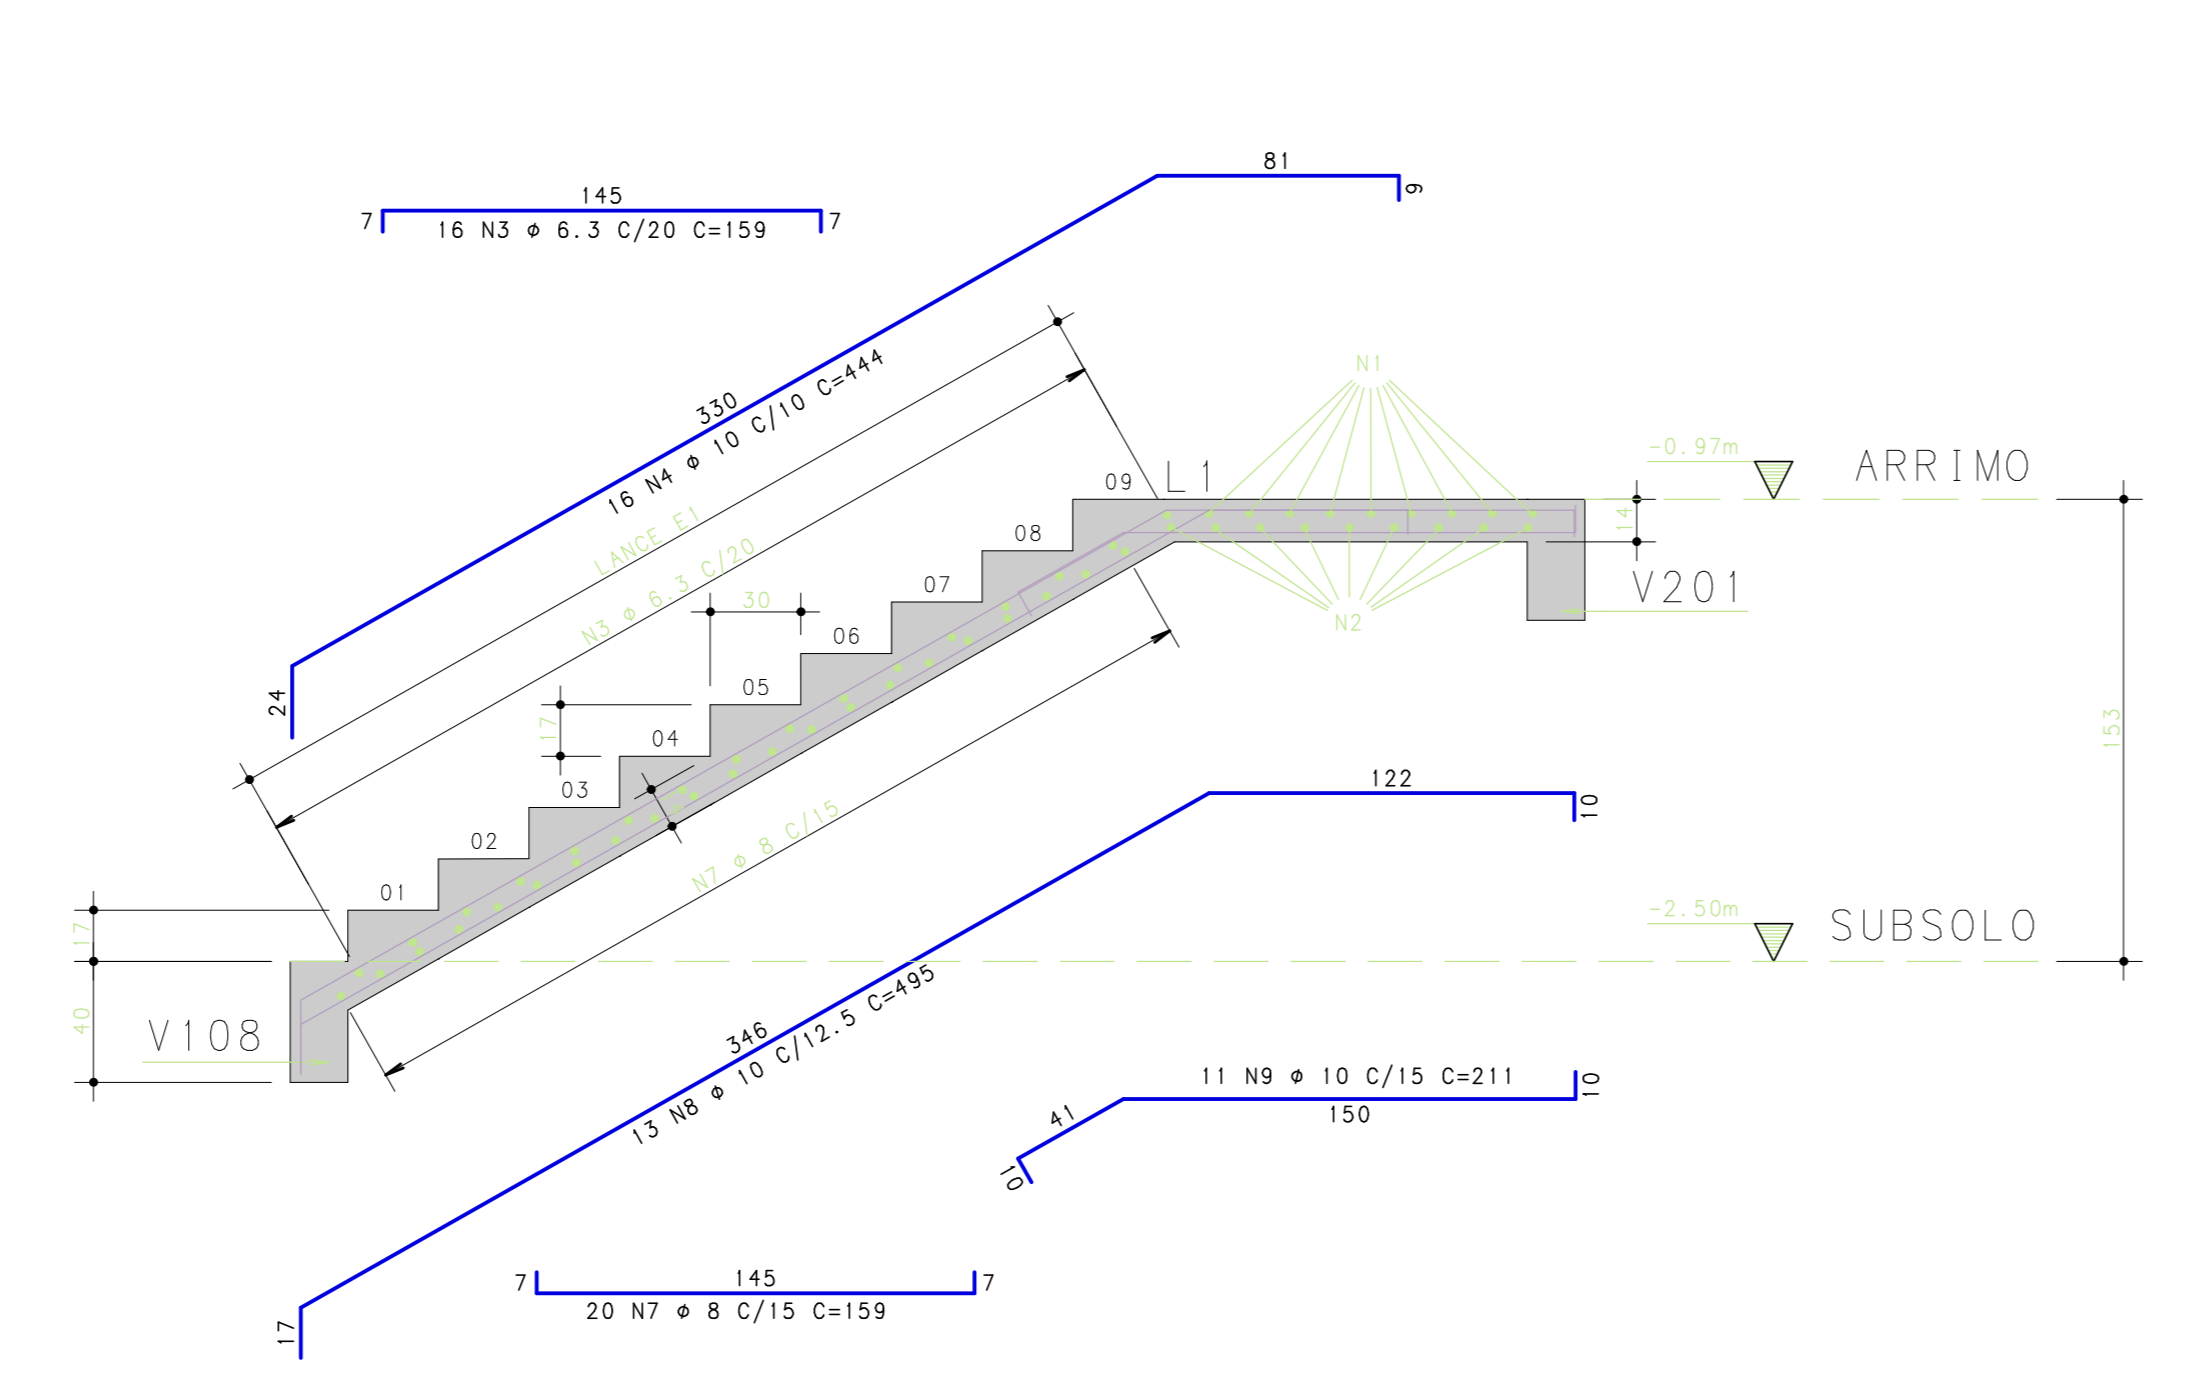 81
9
145
7
7
16 N3 ϕ 6.3 C/20 C=159
330
16 N4 ϕ 10 C/10 C=444
24
LANCE E1
N3 ϕ 6.3 C/20
N1
-0.97m
ARRIMO
09
L1
14
08
V201
07
30
N2
06
05
17
04
153
03
122
10
02
N7 ϕ 8 C/15
01
17
-2.50m
SUBSOLO
40
V108
346
13 N8 ϕ 10 C/12.5 C=495
11 N9 ϕ 10 C/15 C=211
10
41
150
10
145
7
7
20 N7 ϕ 8 C/15 C=159
17